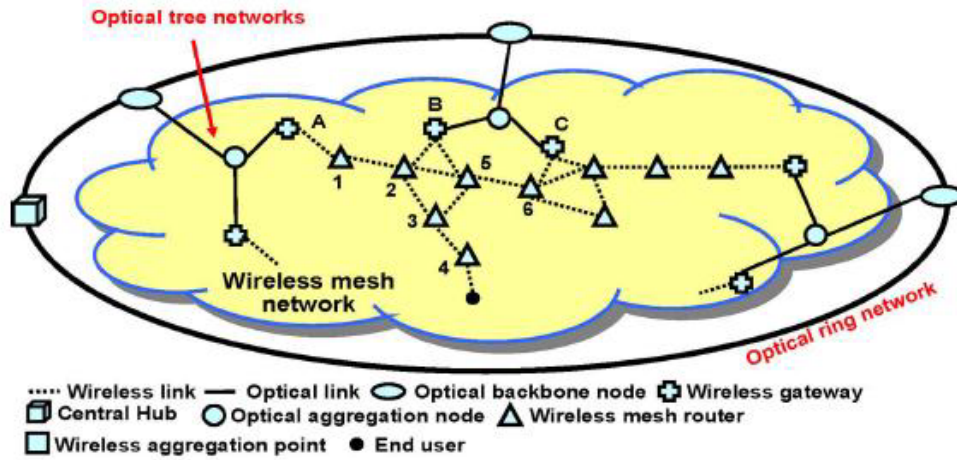 Optical tree networks
A
B
C
1
2
5
6
3
4
Wireless mesh
network
Optical ring network
Wireless link Optical link Optical backbone node Wireless gateway
Central Hub Optical aggregation node Wireless mesh router
Wireless aggregation point End user